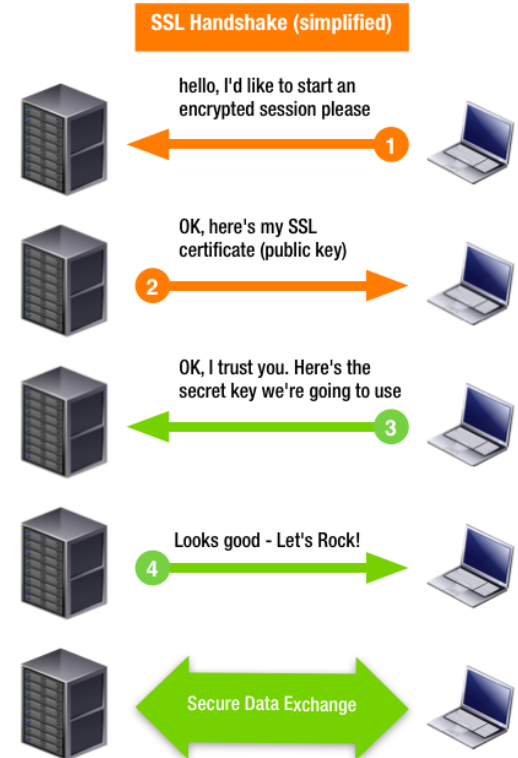 SSL Handshake (simplified)
hello, I'd like to start an
encrypted session please
1
OK, here's my SSL
certificate (public key)
2
OK, I trust you. Here's the
secret key we're going to use
3
Looks good - Let's Rock!
4
Secure Data Exchange